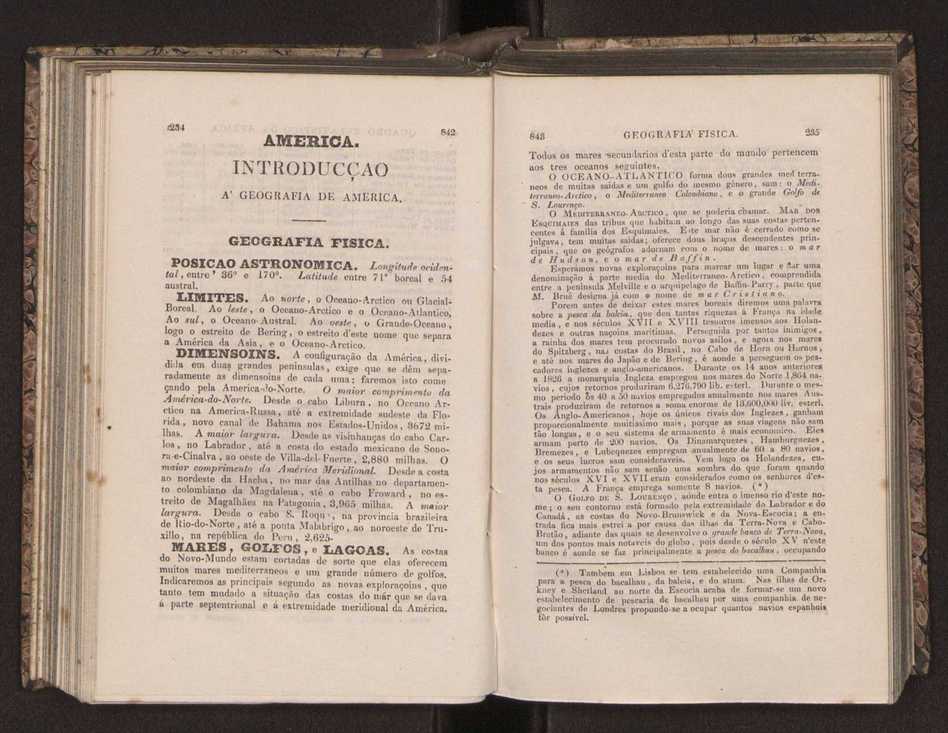 234
842
AMERICA.
INTRODUCÇAO
A' GEOGRAFIA DE AMERICA.
GEOGRAFIA FISICA.
POSICAO ASTRONOMICA. Longitude ociden-
tal, entre 36º e 170º. Latitude entre 71º boreal e 54
austral.
LIMITES. Ao norte, o Oceano-Arctico ou Glacial-
Boreal. Ao leste, o Oceano-Arctico e o Oceano-Atlantico,
Ao sul, o Oceano-Austral. Ao oeste, o Grande-Oceano,
logo o estreito de Bering, o estreito d'este nome que separa
a América da Asia, e o Oceano-Arctico.
DIMENSOINS. A configuração da América, divi-
dida em duas grandes peninsulas, exige que se dêm sepa-
radamente as dimensoins de cada uma; faremos isto come
çando pela America-do-Norte. O maior comprimento da
América-do-Norte. Desde o cabo Liburn, no Oceano Ar-
ctico na America-Russa, até a extremidade sudeste da Flo-
rida, novo canal de Bahama nos Estados-Unidos, 3672 mi-
lhas. A maior largura. Desde as visinhanças do cabo Car-
los, no Labrador, até a costa do estado mexicano de Sono-
ra-e-Cinalva, ao oeste de Villa-del-Fuerte, 2,880 milhas. O
maior comprimento da América Meridional. Desde a costa
ao nordeste da Hacha, no mar das Antilhas no departamen-
to colombiano da Magdalena, até o cabo Froward, no es-
treito de Magalhães na Patagonia, 3,965 milhas. A maior
largura. Desde o cabo S. Roque, na provincia brazileira
de Rio-do-Norte, até a ponta Malabrigo, ao noroeste de Tru-
xillo, na república do Peru, 2,625.
MARES, GOLFOS, e LAGOAS. As costas
do Novo-Mundo estam cortadas de sorte que elas oferecem
muitos mares mediterraneos e um grande número de golfos.
Indicaremos as principais segundo as novas exploraçoins, que
tanto tem mudado a situação das costas do mar que se dava
á parte septentrional e á extremidade meridional da América.
843 GEOGRAFIA FISICA. 235
Todos os mares secundarios d'esta parte do mundo pertencem
aos tres oceanos seguintes.
O OCEANO-ATLANTICO forma dous grandes mediterra-
neos de muitas saidas e um golfo do mesmo gênero, sam: o Medi-
terraneo-Arctico, o Mediterraneo Colombiano, e o grande Golfo de
S. Lourenço.
O MEDITERRANEO-ARCTICO, que se poderia chamar. MAR DOS
ESQUIMAIES das tribus que habitam ao longo das suas costas perten-
centes á familia dos Esquimaies. Este mar não é cerrado como se
julgava, tem muitas saidas; oferece dous braços descendentes prin-
cipais, que os geógrafos adornam com o nome de mares: o mar
de Hudson, e o mar de Baffin.
Esperámos novas exploraçoins para marcar um lugar e dar uma
denominação á parte media do Mediterraneo-Arctico, comprendida
entre a peninsula Melville e o arquipelago de Baffin-Parry, parte que
M. Brué designa já com o nome de mar Cristiano.
Porem antes de deixar estes mares boreais diremos uma palavra
sobre a pesca da baleia, que deu tantas riquezas á França na idade
media, e nos séculos XVII e XVIII tesouros imensos aos Holan-
dezes e outras naçoins marítimas. Perseguida por tantos inimigos,
a rainha dos mares tem procurado novos asilos, e agora nos mares
do Spitzberg, nas costas do Brasil, no Cabo de Horn ou Hornos,
e até nos mares do Japão e de Bering, é aonde a perseguem os pes-
cadores inglezes e anglo-americanos. Durante os 14 anos anteriores
a 1826 a monarquia Ingleza empregou nos mares do Norte 1,864 na-
vios, cujos retornos produziram 6,276,790 lib. esterl. Durante o mes-
mo periodo os 40 a 50 navios empregados anualmente nos mares Aus-
trais produziram de retornos a soma enorme de 13,600,000 liv. esterl.
Os Anglo-Americanos, hoje os únicos rivais dos Inglezes, ganham
proporcionalmente muitissimo mais, porque as suas viagens não sam
tão longas, e o seu sistema de armamento é mais economico. Eles
armam perto de 200 navios. Os Dinamarquezes, Hamburguezes,
Bremezes, e Lubequezes empregam anualmente de 60 a 80 navios,
e os seus lucros sam consideraveis. Vem logo os Holandezes, cu-
jos armamentos não sam senão uma sombra do que foram quando
nos séculos XVI e XVII eram considerados como os senhores d'es-
ta pesca. A França emprega somente 8 navios. (*)
O GOLFO DE S. LOURENÇO, aónde entra o imenso rio d'este no-
me; o seu contorno está formado pela extremidade do Labrador e do
Canadá, as costas do Novo-Brunswick e da Nova-Escocia; a en-
trada fica mais estreita por causa das ilhas da Terra-Nova e Cabo-
Bretão, adiante das quais se desenvolve o grande banco de Terra-Nova,
um dos pontos mais notaveis do globo, pois desde o século XV n'este
banco é aonde se faz principalmente a pesca do bacalhau, occupando
(*) Tambem em Lisboa se tem estabelecido uma Companhia
para a pesca do bacalhau, da baleia, e do atum. Nas ilhas de Or-
kney e Shetland ao norte da Escocia acaba de formar-se um novo
estabelecimento de pescaria de bacalhau por uma companhia de ne-
gociantes de Londres propondo-se a ocupar quantos navios espanhois
fôr possivel.